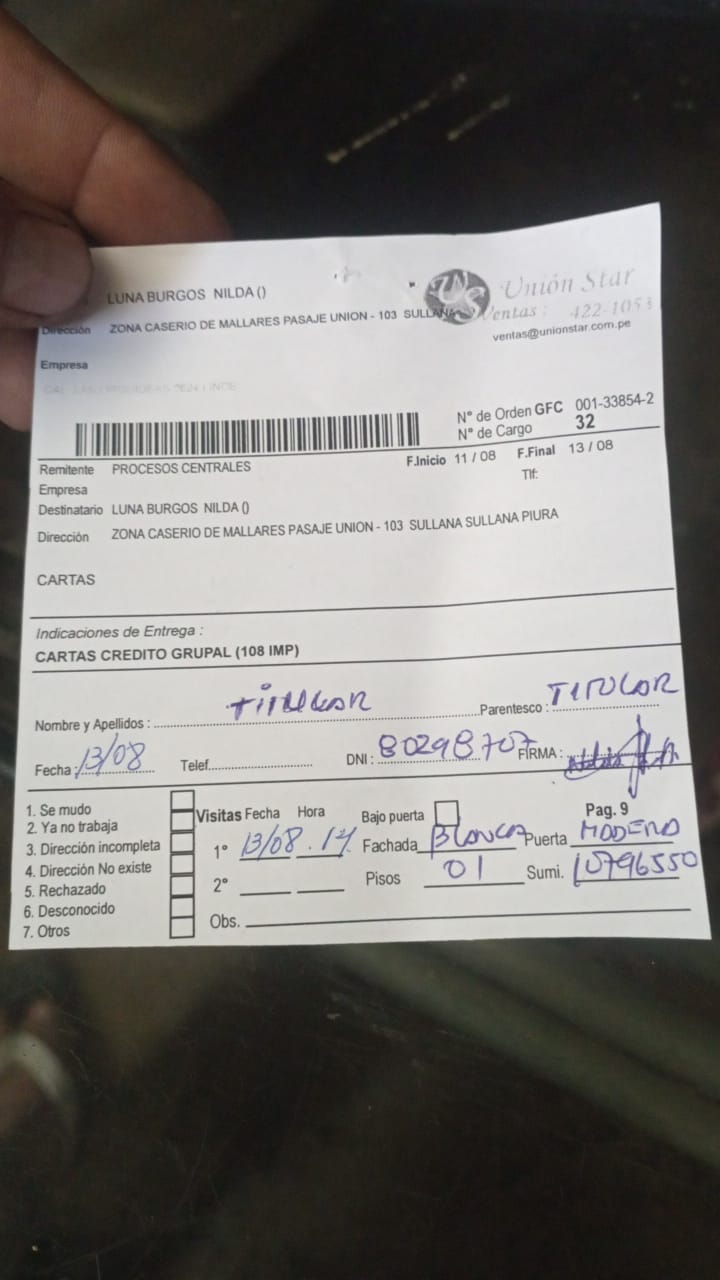 LUNA BURGOS NILDA ()
Unión Star
Dirección ZONA CASERIO DE MALLARES PASAJE UNION - 103 SULLANA
Ventas : 422-1053
ventas@unionstar.com.pe
Empresa
N° de Orden GFC 001-33854-2
N° de Cargo 32
Remitente PROCESOS CENTRALES
F.Inicio 11 / 08 F.Final 13 / 08
Empresa
Tlf:
Destinatario LUNA BURGOS NILDA ()
Dirección ZONA CASERIO DE MALLARES PASAJE UNION - 103 SULLANA SULLANA PIURA
CARTAS
Indicaciones de Entrega :
CARTAS CREDITO GRUPAL (108 IMP)
Nombre y Apellidos : TITULAR Parentesco : TITULAR
Fecha : 13/08 Telef. DNI : 80298707 FIRMA :
1. Se mudo
2. Ya no trabaja
3. Dirección incompleta
4. Dirección No existe
5. Rechazado
6. Desconocido
7. Otros
Visitas Fecha Hora Bajo puerta Pag. 9
1° 13/08 . 14 Fachada BLANCA Puerta MADERA
2° Pisos 01 Sumi. 10796550
Obs.